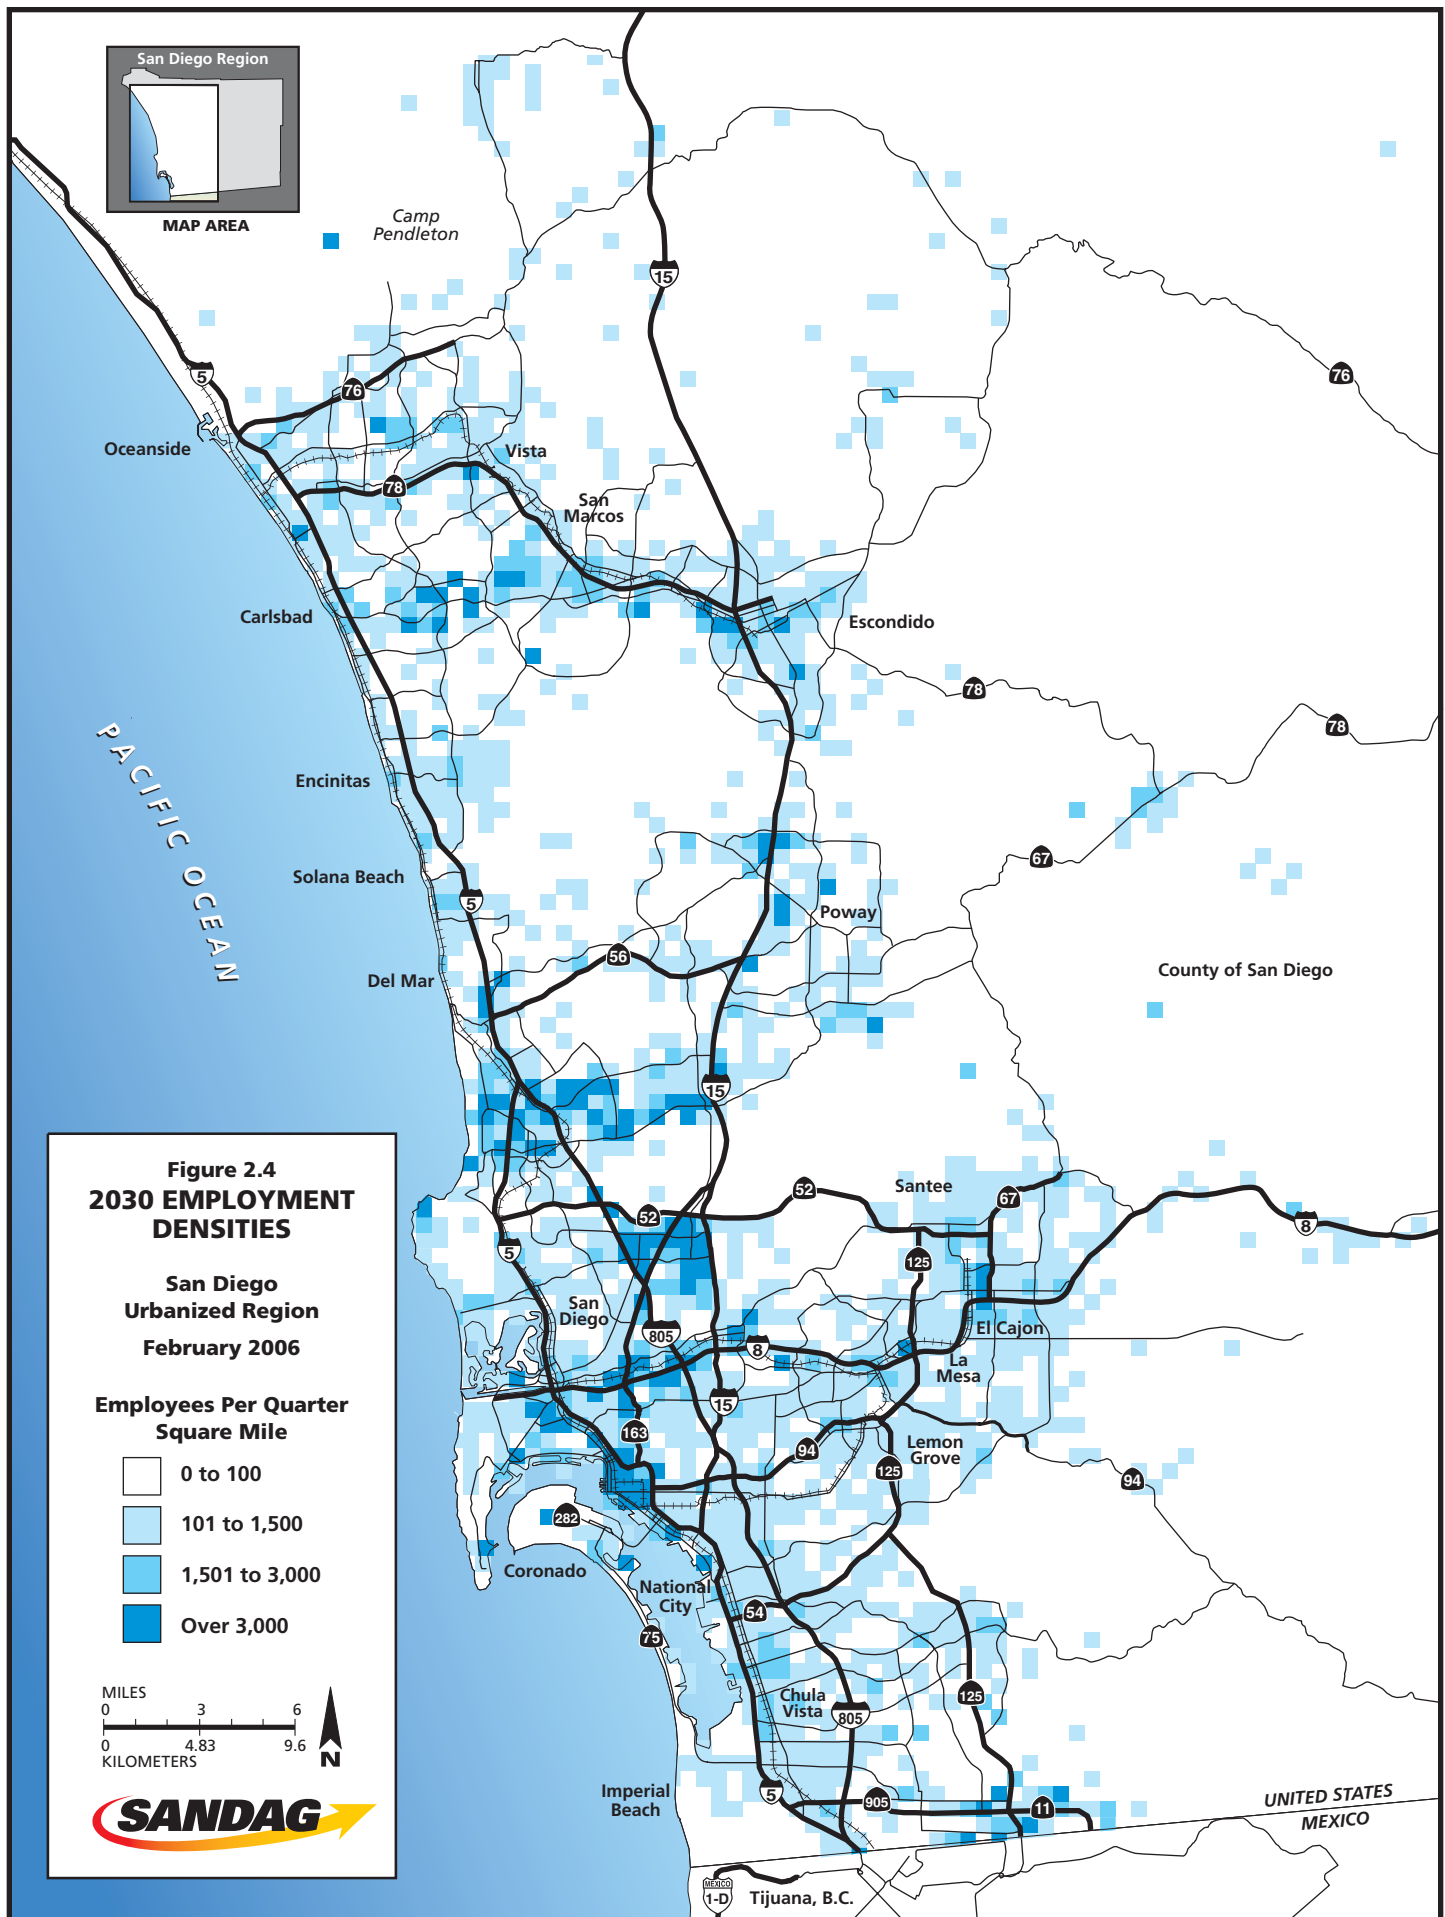 San Diego Region
MAP AREA
Camp
Pendleton
15
5
76
76
Oceanside
Vista
78
San
Marcos
Carlsbad
Escondido
78
78
PACIFIC OCEAN
Encinitas
67
Solana Beach
5
Poway
56
County of San Diego
Del Mar
15
Figure 2.4
2030 EMPLOYMENT
DENSITIES
San Diego
Urbanized Region
February 2006
Employees Per Quarter
Square Mile
0 to 100
101 to 1,500
1,501 to 3,000
Over 3,000
MILES
0 3 6
0 4.83 9.6
KILOMETERS
N
SANDAG
52
Santee
67
52
8
5
125
San
Diego
805
El Cajon
8
La
Mesa
15
163
94
Lemon
Grove
125
94
282
Coronado
National
City
54
75
125
Chula
Vista
805
Imperial
Beach
5
905
11
UNITED STATES
MEXICO
MEXICO
1-D
Tijuana, B.C.